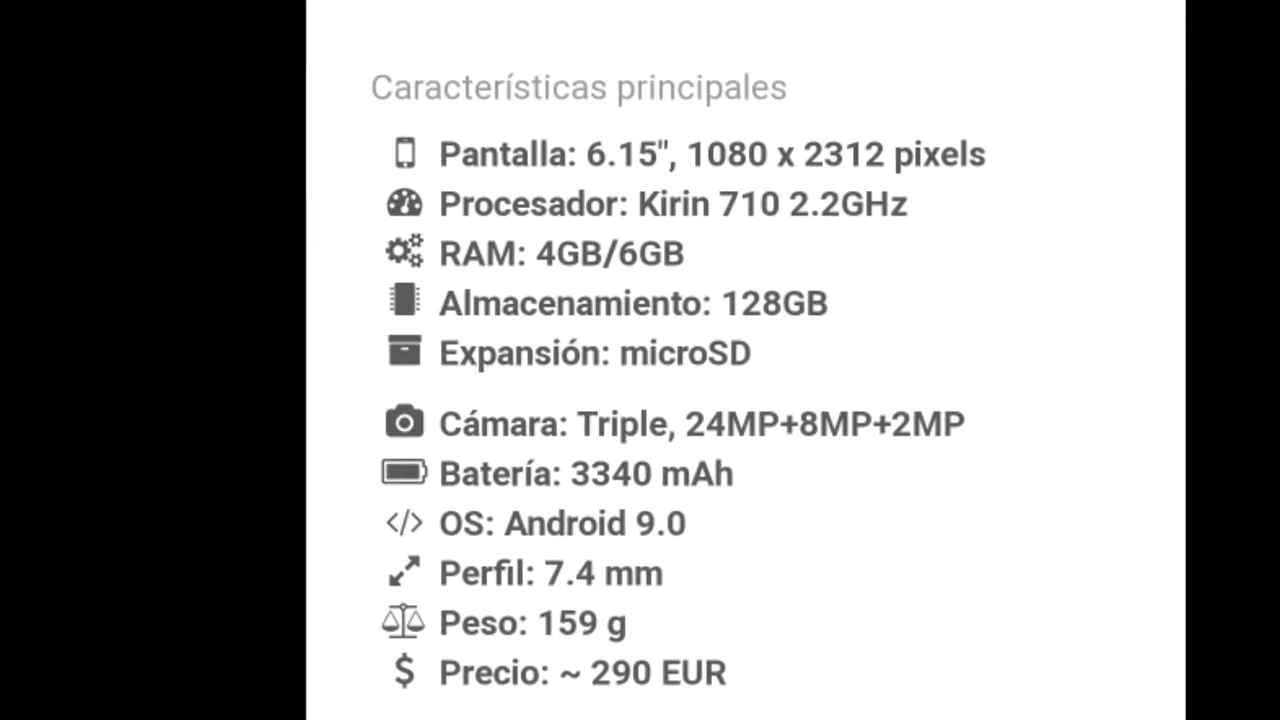 Características principales
Pantalla: 6.15", 1080 x 2312 pixels
Procesador: Kirin 710 2.2GHz
RAM: 4GB/6GB
Almacenamiento: 128GB
Expansión: microSD
Cámara: Triple, 24MP+8MP+2MP
Batería: 3340 mAh
OS: Android 9.0
Perfil: 7.4 mm
Peso: 159 g
Precio: ~ 290 EUR